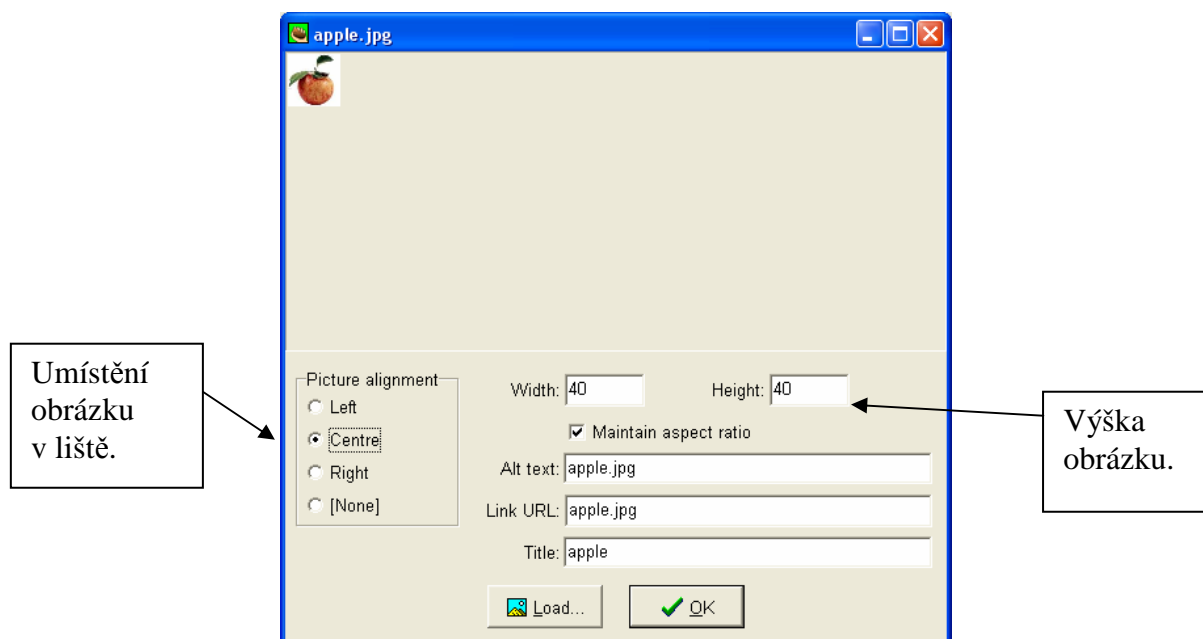 apple.jpg
Umístění
obrázku
v liště.
Picture alignment
Left
Centre
Right
[None]
Width: 40 Height: 40
Maintain aspect ratio
Alt text: apple.jpg
Link URL: apple.jpg
Title: apple
Load... OK
Výška
obrázku.